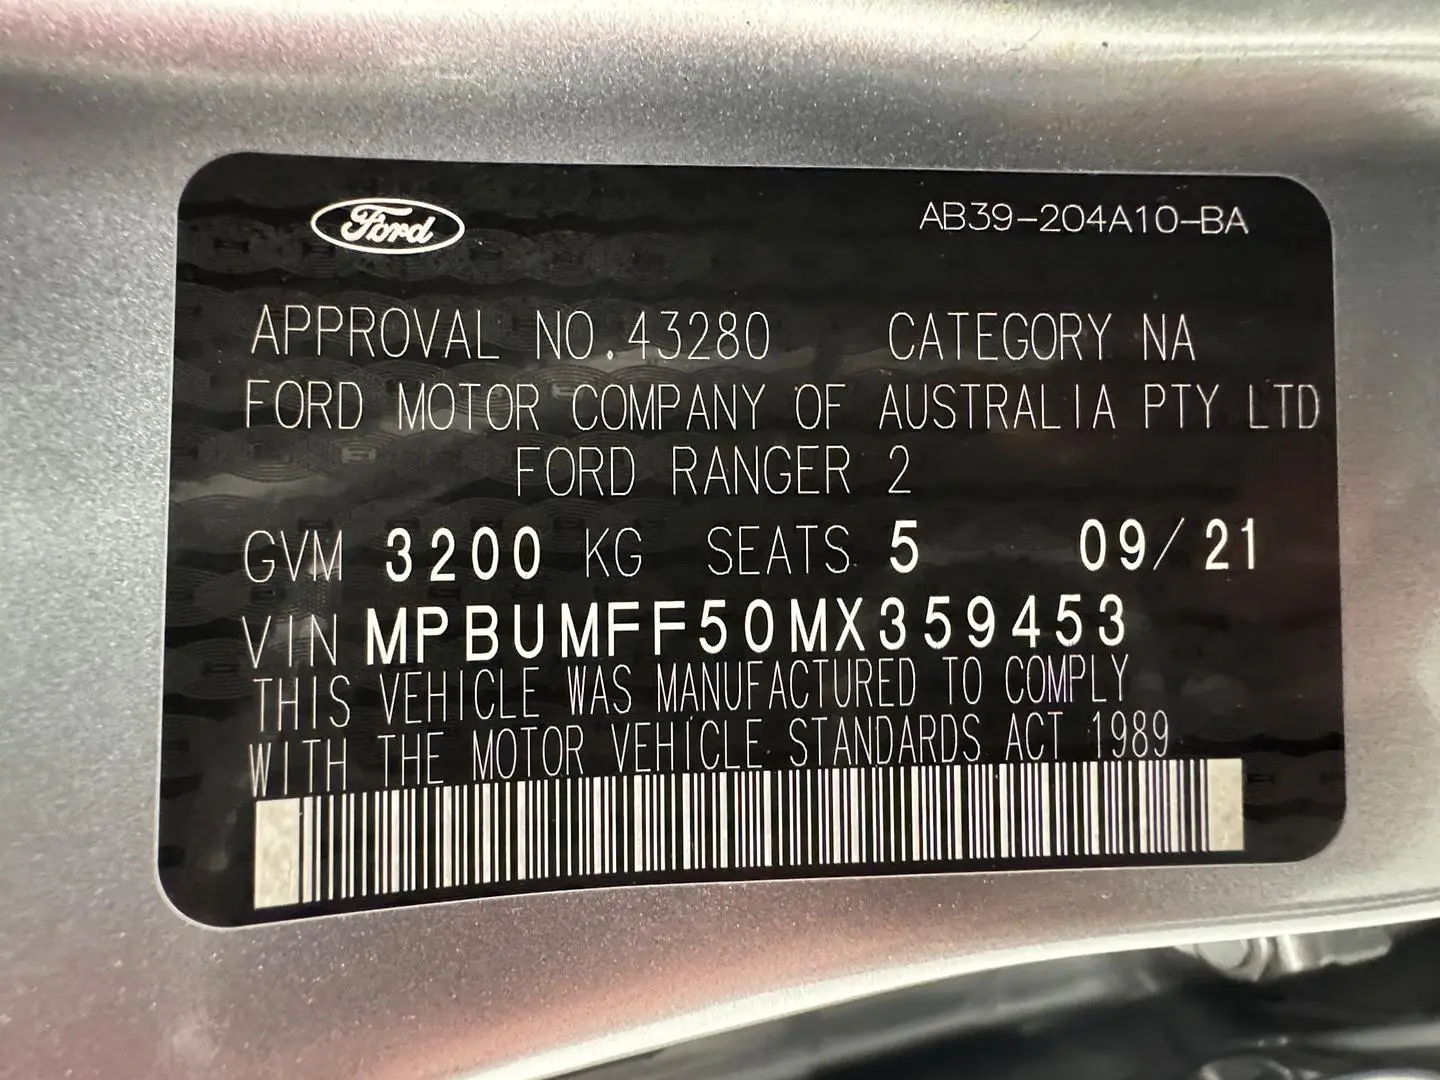 Ford
AB39-204A10-BA
APPROVAL NO.43280 CATEGORY NA
FORD MOTOR COMPANY OF AUSTRALIA PTY LTD
FORD RANGER 2
GVM 3200 KG SEATS 5 09/21
VIN MPBUMFF50MX359453
THIS VEHICLE WAS MANUFACTURED TO COMPLY
WITH THE MOTOR VEHICLE STANDARDS ACT 1989